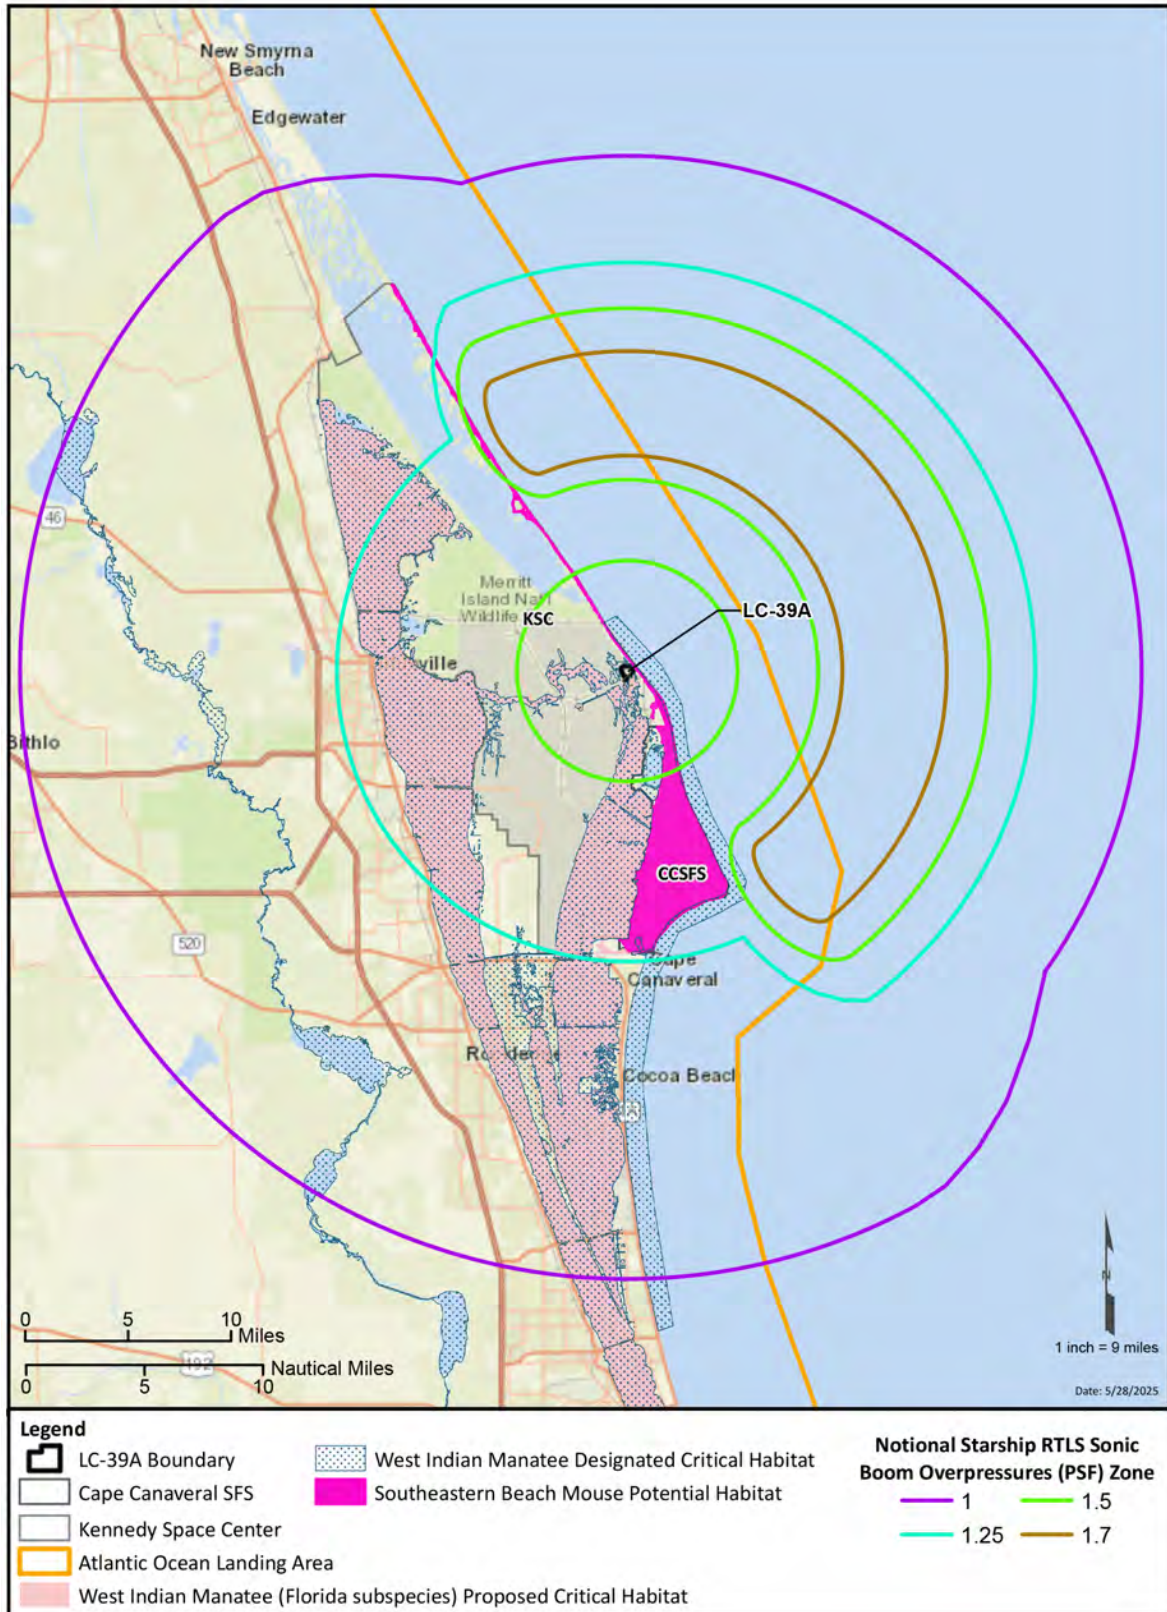 New Smyrna
Beach
Edgewater
46
Merritt
Island Nat'l
Wildlife
KSC
LC-39A
ville
Bithlo
CCSFS
520
Cape
Canaveral
Cocoa Beach
0 5 10
Miles
192
Nautical Miles
0 5 10
N
1 inch = 9 miles
Date: 5/28/2025
Legend
LC-39A Boundary
Cape Canaveral SFS
Kennedy Space Center
Atlantic Ocean Landing Area
West Indian Manatee (Florida subspecies) Proposed Critical Habitat
West Indian Manatee Designated Critical Habitat
Southeastern Beach Mouse Potential Habitat
Notional Starship RTLS Sonic
Boom Overpressures (PSF) Zone
1 1.5
1.25 1.7